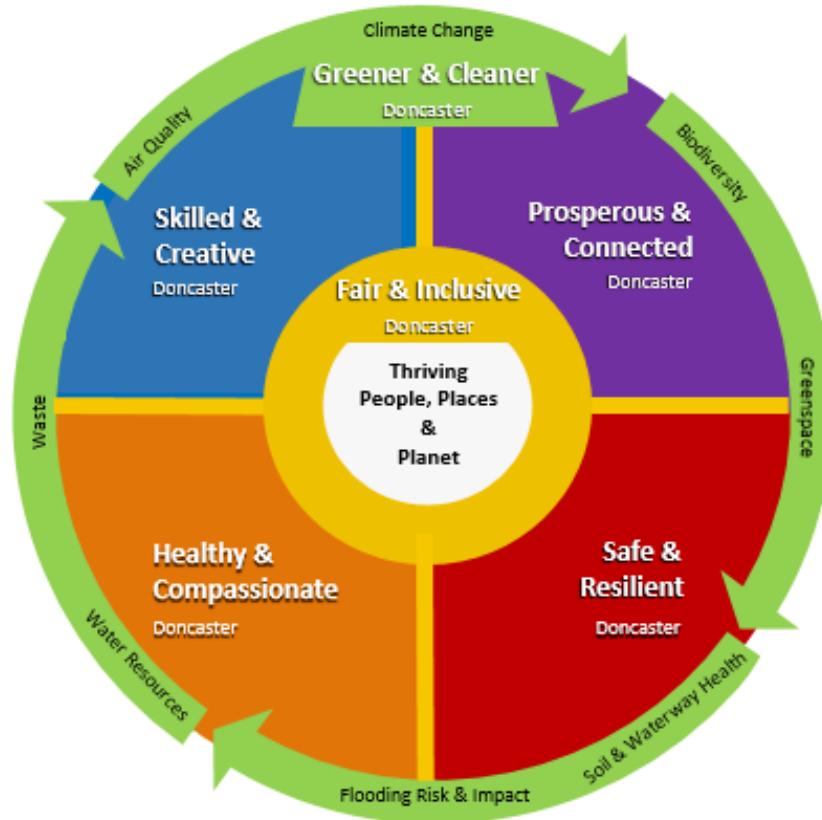 Climate Change
Greener & Cleaner
Doncaster
Air Quality
Biodiversity
Skilled &
Creative
Doncaster
Prosperous &
Connected
Doncaster
Fair & Inclusive
Doncaster
Thriving
People, Places
&
Planet
Waste
Greenspace
Healthy &
Compassionate
Doncaster
Safe &
Resilient
Doncaster
Water Resources
Soil & Waterway Health
Flooding Risk & Impact